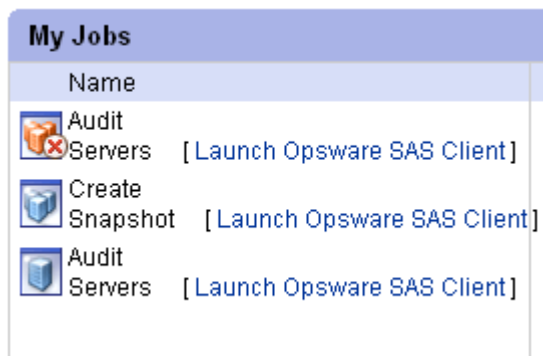 My Jobs
Name
Audit
Servers [ Launch Opsware SAS Client ]
Create
Snapshot [ Launch Opsware SAS Client ]
Audit
Servers [ Launch Opsware SAS Client ]